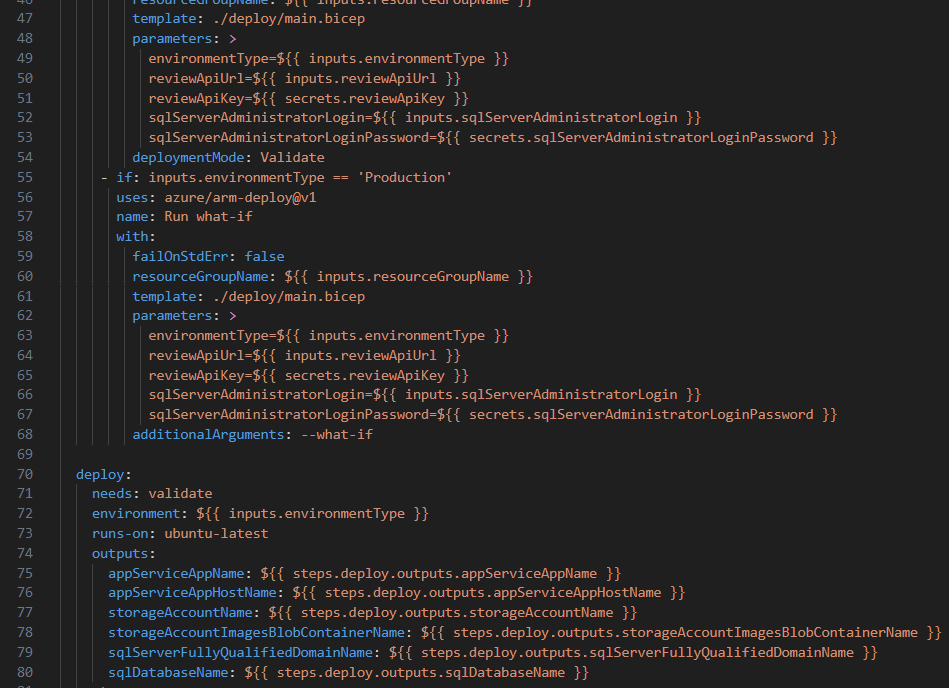 46 resourceGroupName: ${{ inputs.resourceGroupName }}
47 template: ./deploy/main.bicep
48 parameters: >
49 environmentType=${{ inputs.environmentType }}
50 reviewApiUrl=${{ inputs.reviewApiUrl }}
51 reviewApiKey=${{ secrets.reviewApiKey }}
52 sqlServerAdministratorLogin=${{ inputs.sqlServerAdministratorLogin }}
53 sqlServerAdministratorLoginPassword=${{ secrets.sqlServerAdministratorLoginPassword }}
54 deploymentMode: Validate
55 - if: inputs.environmentType == 'Production'
56 uses: azure/arm-deploy@v1
57 name: Run what-if
58 with:
59 failOnStdErr: false
60 resourceGroupName: ${{ inputs.resourceGroupName }}
61 template: ./deploy/main.bicep
62 parameters: >
63 environmentType=${{ inputs.environmentType }}
64 reviewApiUrl=${{ inputs.reviewApiUrl }}
65 reviewApiKey=${{ secrets.reviewApiKey }}
66 sqlServerAdministratorLogin=${{ inputs.sqlServerAdministratorLogin }}
67 sqlServerAdministratorLoginPassword=${{ secrets.sqlServerAdministratorLoginPassword }}
68 additionalArguments: --what-if
69
70 deploy:
71 needs: validate
72 environment: ${{ inputs.environmentType }}
73 runs-on: ubuntu-latest
74 outputs:
75 appServiceAppName: ${{ steps.deploy.outputs.appServiceAppName }}
76 appServiceAppHostName: ${{ steps.deploy.outputs.appServiceAppHostName }}
77 storageAccountName: ${{ steps.deploy.outputs.storageAccountName }}
78 storageAccountImagesBlobContainerName: ${{ steps.deploy.outputs.storageAccountImagesBlobContainerName }}
79 sqlServerFullyQualifiedDomainName: ${{ steps.deploy.outputs.sqlServerFullyQualifiedDomainName }}
80 sqlDatabaseName: ${{ steps.deploy.outputs.sqlDatabaseName }}